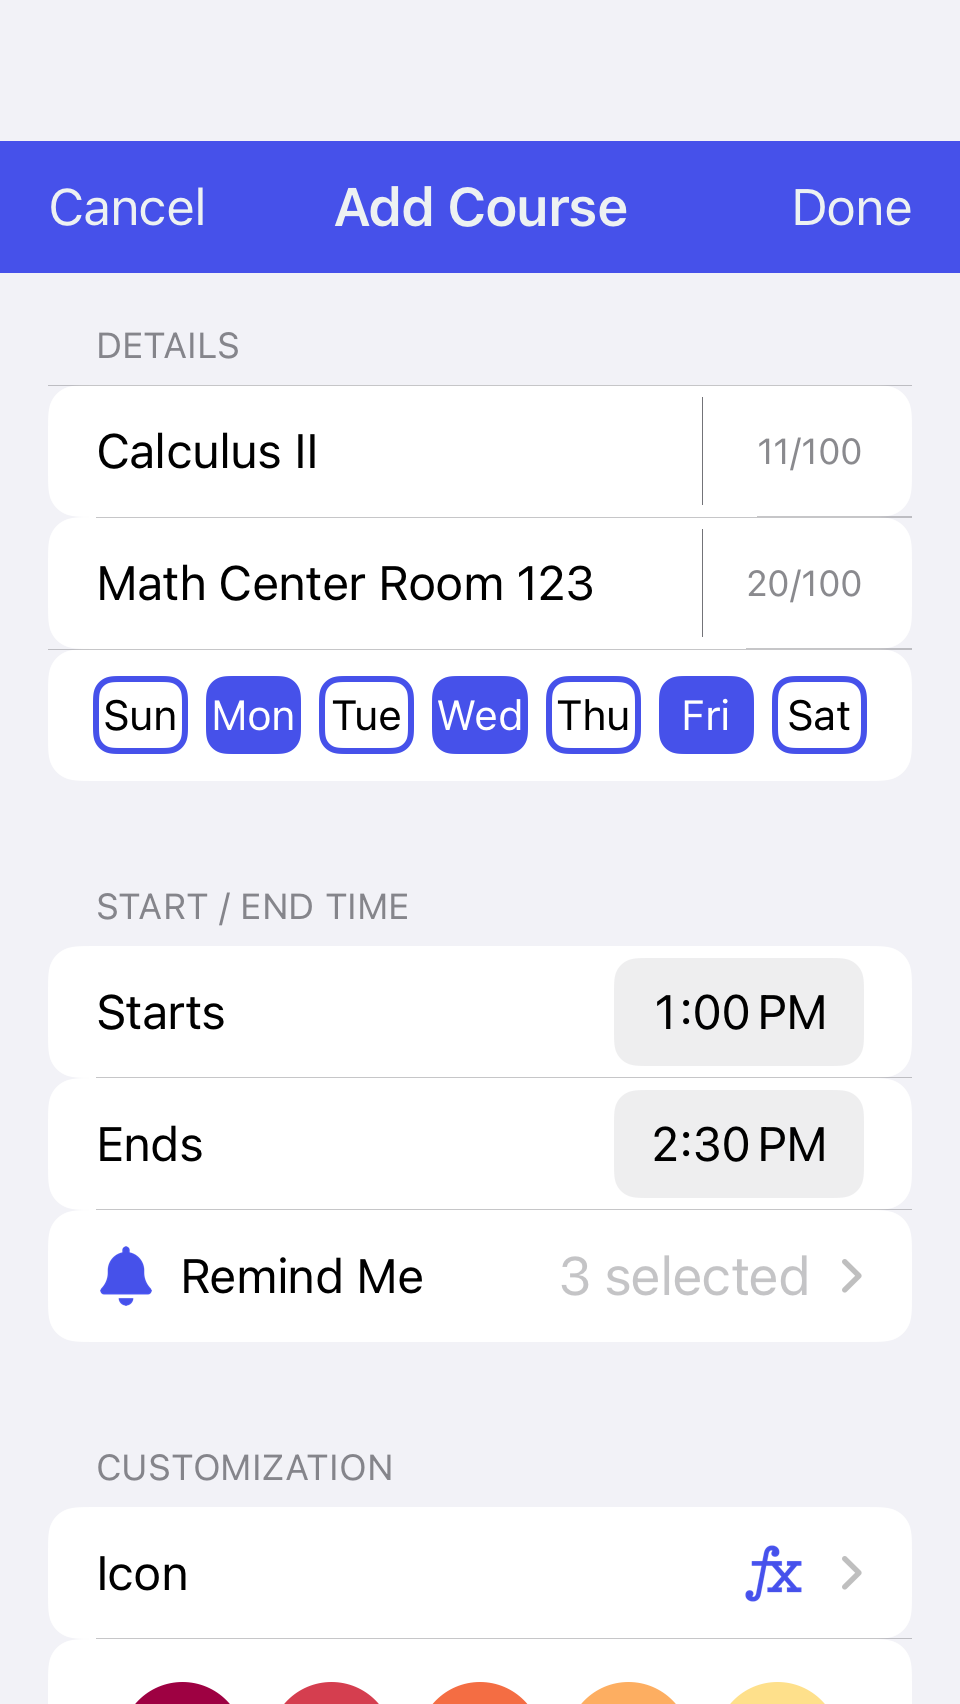 Cancel Add Course Done
DETAILS
Calculus II 11/100
Math Center Room 123 20/100
Sun Mon Tue Wed Thu Fri Sat
START / END TIME
Starts 1:00 PM
Ends 2:30 PM
Remind Me 3 selected
CUSTOMIZATION
Icon fx